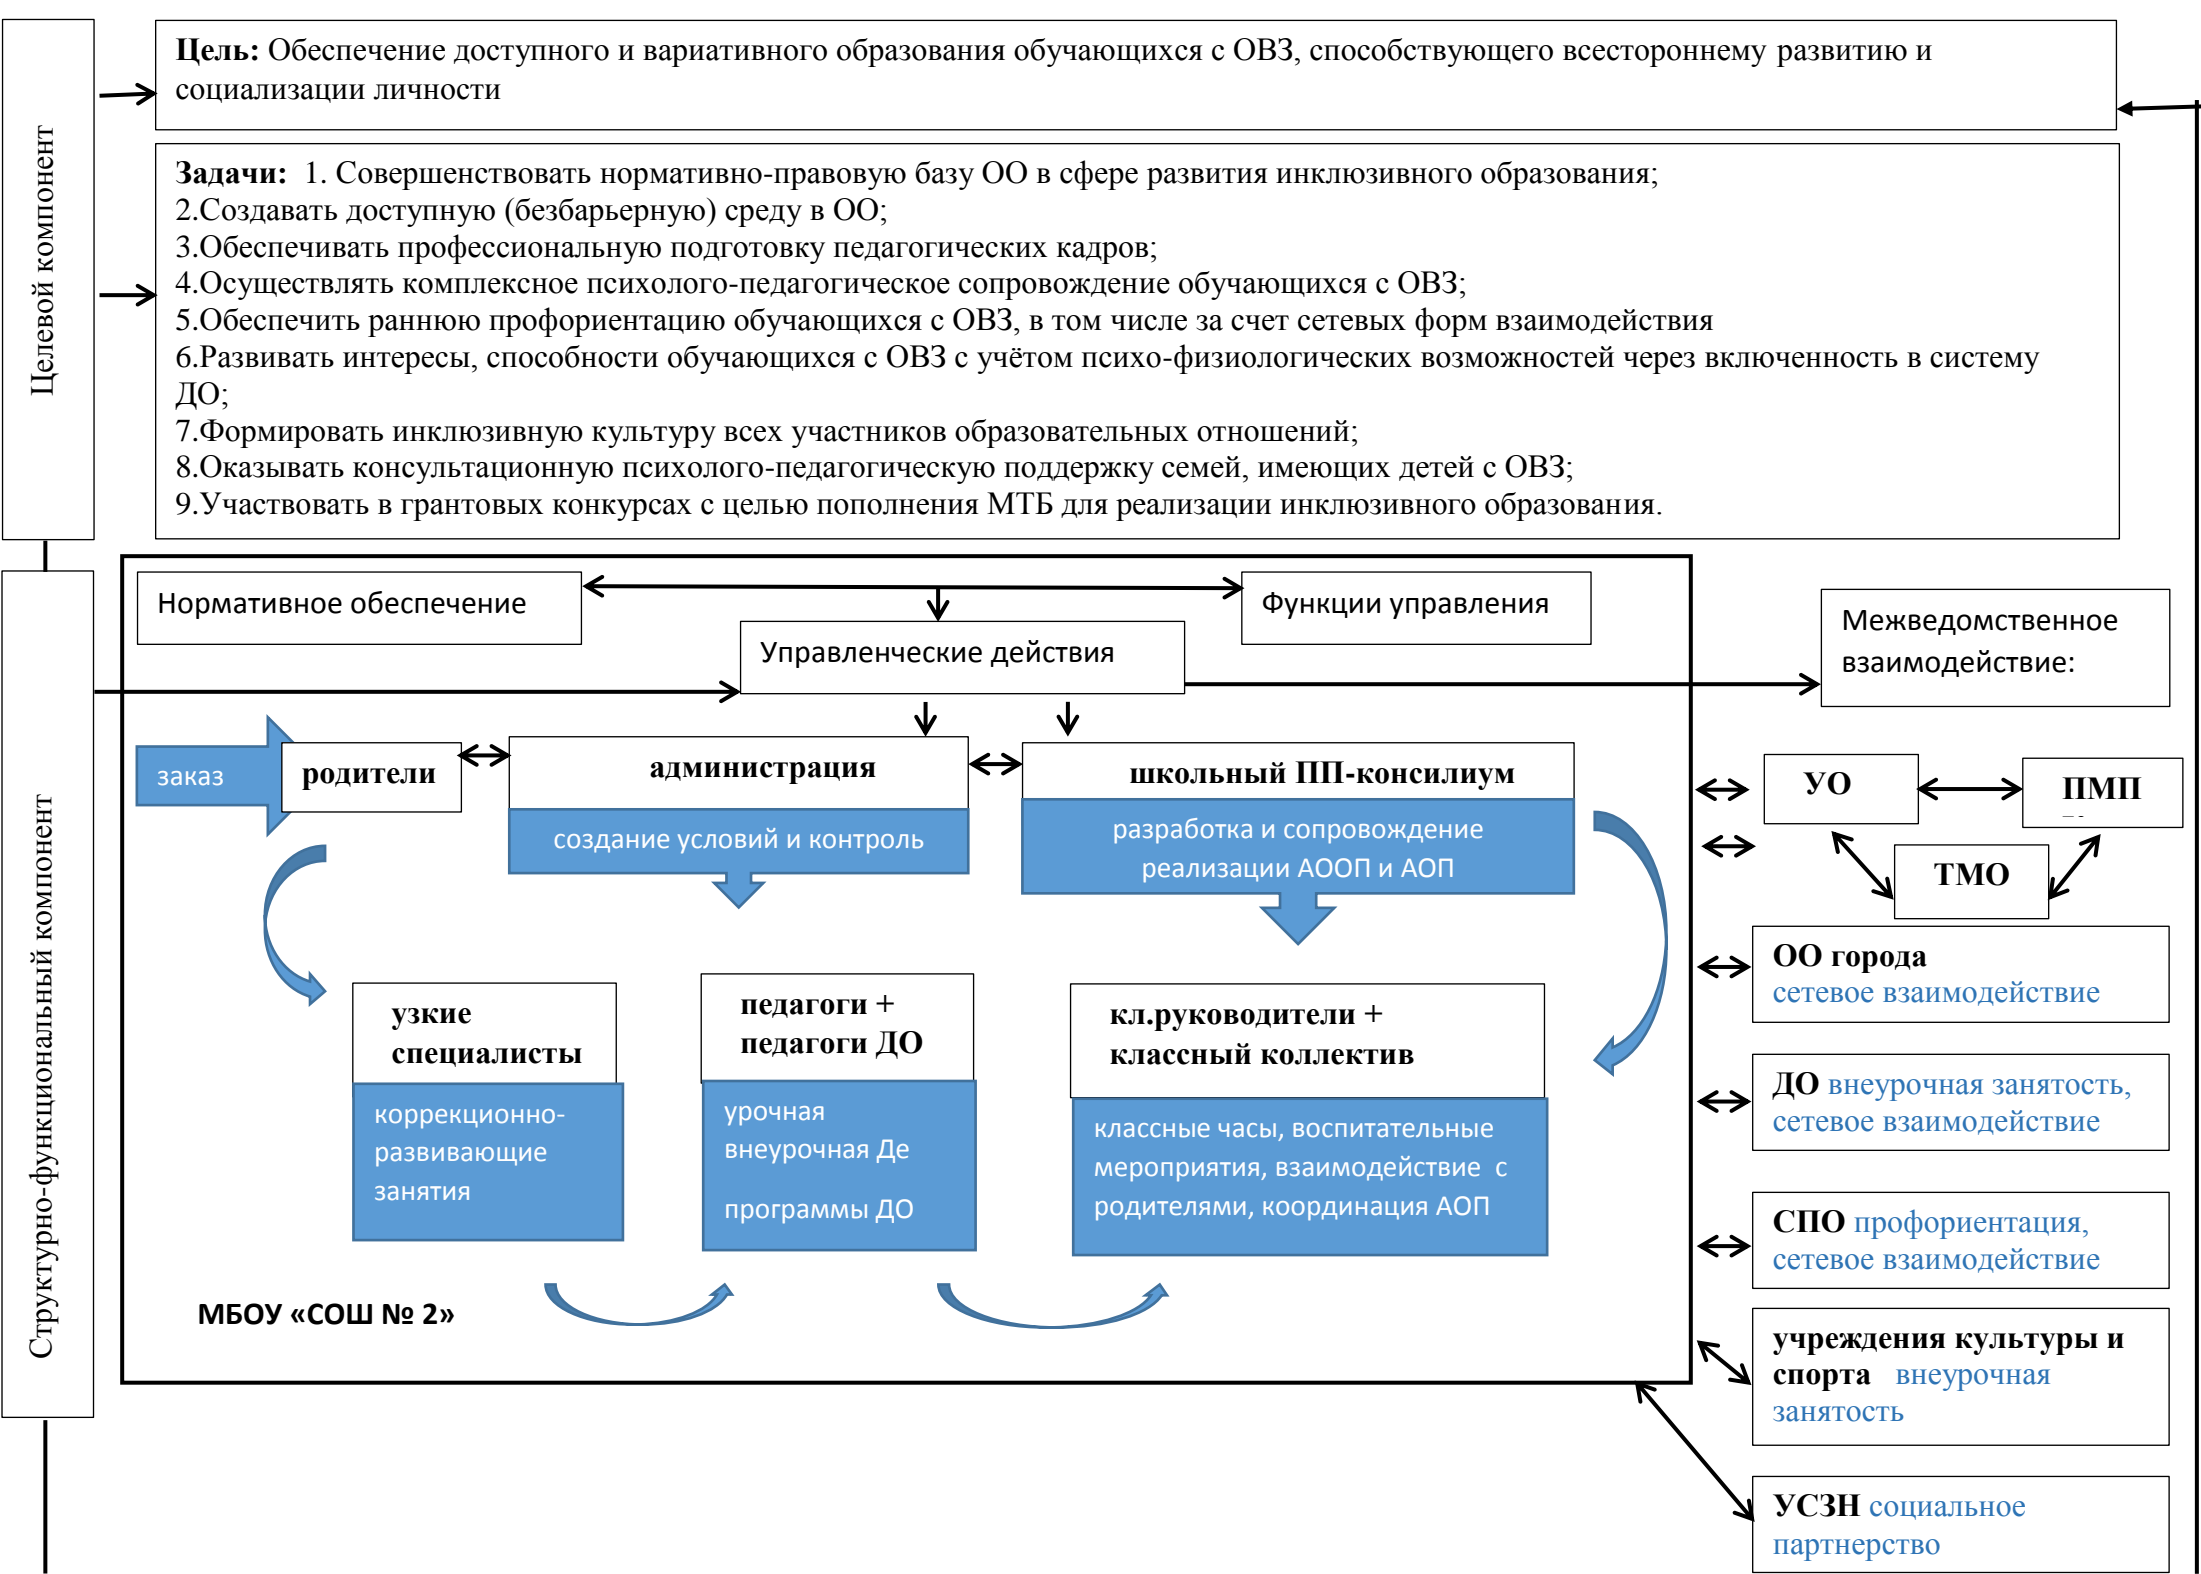 Целевой компонент
Цель: Обеспечение доступного и вариативного образования обучающихся с ОВЗ, способствующего всестороннему развитию и
социализации личности
Задачи: 1. Совершенствовать нормативно-правовую базу ОО в сфере развития инклюзивного образования;
2.Создавать доступную (безбарьерную) среду в ОО;
3.Обеспечивать профессиональную подготовку педагогических кадров;
4.Осуществлять комплексное психолого-педагогическое сопровождение обучающихся с ОВЗ;
5.Обеспечить раннюю профориентацию обучающихся с ОВЗ, в том числе за счет сетевых форм взаимодействия
6.Развивать интересы, способности обучающихся с ОВЗ с учётом психо-физиологических возможностей через включенность в систему
ДО;
7.Формировать инклюзивную культуру всех участников образовательных отношений;
8.Оказывать консультационную психолого-педагогическую поддержку семей, имеющих детей с ОВЗ;
9.Участвовать в грантовых конкурсах с целью пополнения МТБ для реализации инклюзивного образования.
Структурно-функциональный компонент
Нормативное обеспечение
Функции управления
Управленческие действия
заказ
родители
администрация
создание условий и контроль
школьный ПП-консилиум
разработка и сопровождение
реализации АООП и АОП
узкие
специалисты
коррекционно-
развивающие
занятия
педагоги +
педагоги ДО
урочная
внеурочная Де
программы ДО
кл.руководители +
классный коллектив
классные часы, воспитательные
мероприятия, взаимодействие с
родителями, координация АОП
МБОУ «СОШ № 2»
Межведомственное
взаимодействие:
УО
ПМП
ТМО
ОО города
сетевое взаимодействие
ДО внеурочная занятость,
сетевое взаимодействие
СПО профориентация,
сетевое взаимодействие
учреждения культуры и
спорта внеурочная
занятость
УСЗН социальное
партнерство